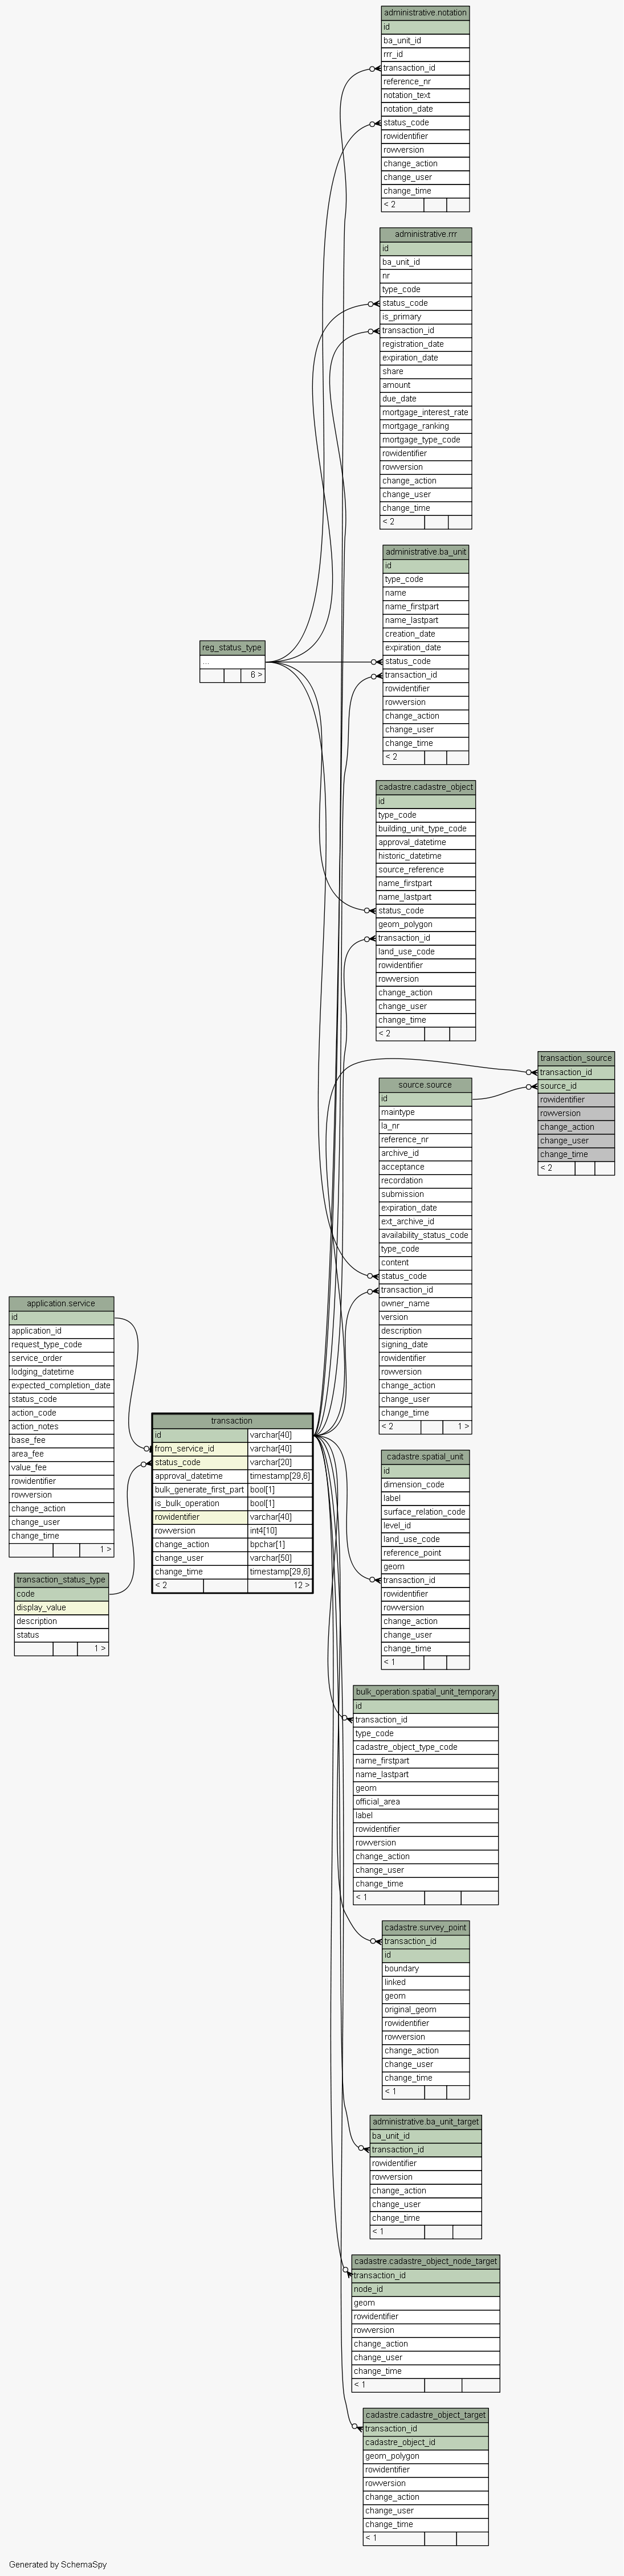 administrative.notation
id
ba_unit_id
rrr_id
transaction_id
reference_nr
notation_text
notation_date
status_code
rowidentifier
rowversion
change_action
change_user
change_time
< 2
administrative.rrr
id
ba_unit_id
nr
type_code
status_code
is_primary
transaction_id
registration_date
expiration_date
share
amount
due_date
mortgage_interest_rate
mortgage_ranking
mortgage_type_code
rowidentifier
rowversion
change_action
change_user
change_time
< 2
administrative.ba_unit
id
type_code
name
name_firstpart
name_lastpart
creation_date
expiration_date
status_code
transaction_id
rowidentifier
rowversion
change_action
change_user
change_time
< 2
reg_status_type
...
6 >
cadastre.cadastre_object
id
type_code
building_unit_type_code
approval_datetime
historic_datetime
source_reference
name_firstpart
name_lastpart
status_code
geom_polygon
transaction_id
land_use_code
rowidentifier
rowversion
change_action
change_user
change_time
< 2
transaction_source
transaction_id
source_id
rowidentifier
rowversion
change_action
change_user
change_time
< 2
source.source
id
maintype
la_nr
reference_nr
archive_id
acceptance
recordation
submission
expiration_date
ext_archive_id
availability_status_code
type_code
content
status_code
transaction_id
owner_name
version
description
signing_date
rowidentifier
rowversion
change_action
change_user
change_time
< 2 1 >
application.service
id
application_id
request_type_code
service_order
lodging_datetime
expected_completion_date
status_code
action_code
action_notes
base_fee
area_fee
value_fee
rowidentifier
rowversion
change_action
change_user
change_time
1 >
transaction
id varchar[40]
from_service_id varchar[40]
status_code varchar[20]
approval_datetime timestamp[29,6]
bulk_generate_first_part bool[1]
is_bulk_operation bool[1]
rowidentifier varchar[40]
rowversion int4[10]
change_action bpchar[1]
change_user varchar[50]
change_time timestamp[29,6]
< 2 12 >
transaction_status_type
code
display_value
description
status
1 >
cadastre.spatial_unit
id
dimension_code
label
surface_relation_code
level_id
land_use_code
reference_point
geom
transaction_id
rowidentifier
rowversion
change_action
change_user
change_time
< 1
bulk_operation.spatial_unit_temporary
id
transaction_id
type_code
cadastre_object_type_code
name_firstpart
name_lastpart
geom
official_area
label
rowidentifier
rowversion
change_action
change_user
change_time
< 1
cadastre.survey_point
transaction_id
id
boundary
linked
geom
original_geom
rowidentifier
rowversion
change_action
change_user
change_time
< 1
administrative.ba_unit_target
ba_unit_id
transaction_id
rowidentifier
rowversion
change_action
change_user
change_time
< 1
cadastre.cadastre_object_node_target
transaction_id
node_id
geom
rowidentifier
rowversion
change_action
change_user
change_time
< 1
cadastre.cadastre_object_target
transaction_id
cadastre_object_id
geom_polygon
rowidentifier
rowversion
change_action
change_user
change_time
< 1
Generated by SchemaSpy